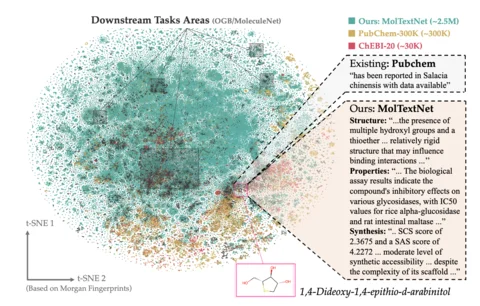 Downstream Tasks Areas (OGB/MoleculeNet)
Ours: MolTextNet (~2.5M)
PubChem-300K (~300K)
ChEBI-20 (~30K)
Existing: Pubchem
"has been reported in Salacia
chinensis with data available"
Ours: MolTextNet
Structure: "...the presence of
multiple hydroxyl groups and a
thioether ... relatively rigid
structure that may influence
binding interactions ..."
Properties: "... The biological
assay results indicate the
compound's inhibitory effects on
various glycosidases, with IC50
values for rice alpha-glucosidase
and rat intestinal maltase ..."
Synthesis: ".. SCS score of
2.3675 and a SAS score of
4.2272 ... moderate level of
synthetic accessibility ... despite
the complexity of its scaffold ..."
t-SNE 1
t-SNE 2
(Based on Morgan Fingerprints)
1,4-Dideoxy-1,4-epithio-d-arabinitol